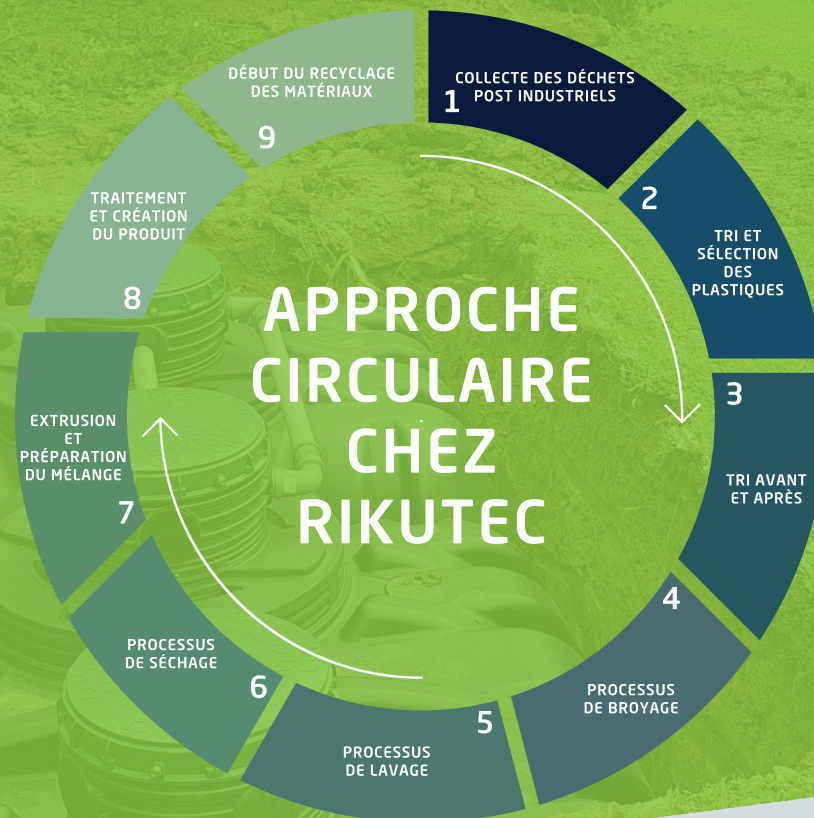 APPROCHE
CIRCULAIRE
CHEZ
RIKUTEC
1
COLLECTE DES DÉCHETS
POST INDUSTRIELS
2
TRI ET
SÉLECTION
DES
PLASTIQUES
3
TRI AVANT
ET APRÈS
4
PROCESSUS
DE BROYAGE
5
PROCESSUS
DE LAVAGE
6
PROCESSUS
DE SÉCHAGE
7
EXTRUSION
ET
PRÉPARATION
DU MÉLANGE
8
TRAITEMENT
ET CRÉATION
DU PRODUIT
9
DÉBUT DU RECYCLAGE
DES MATÉRIAUX